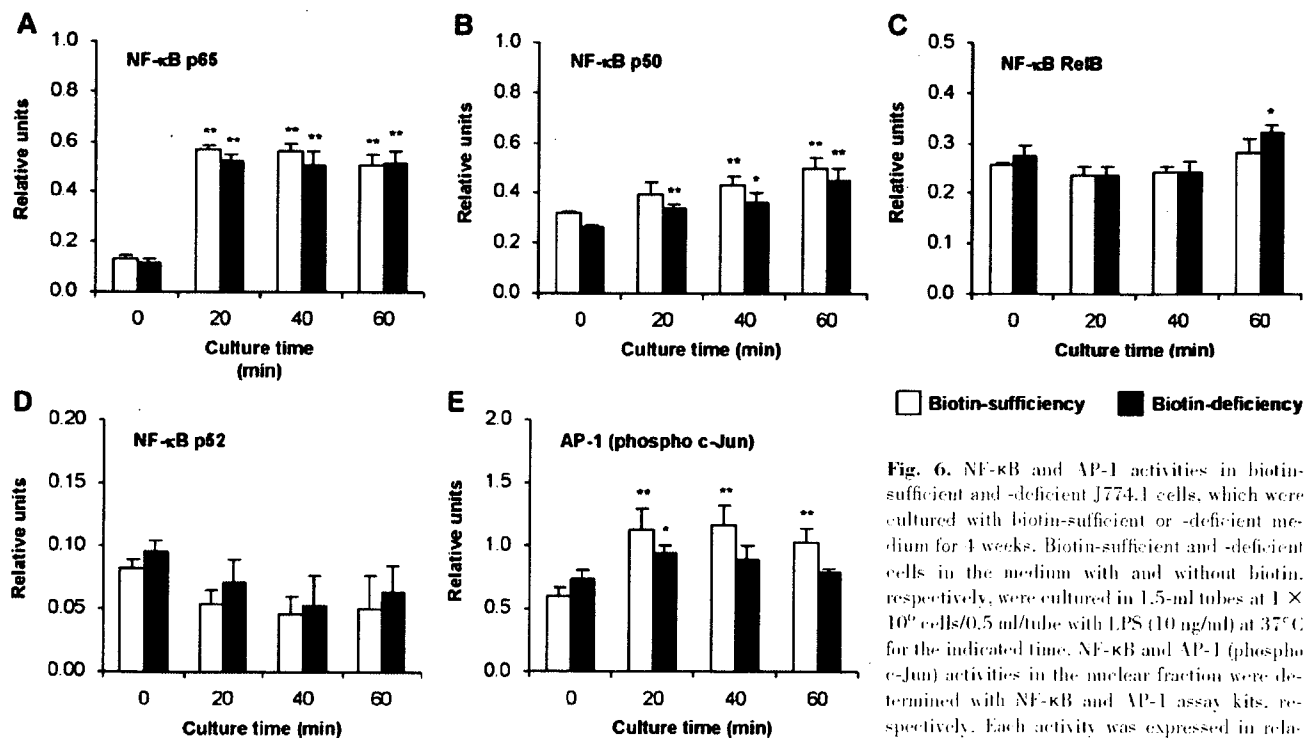 A
NF-κB p65
** ** ** ** ** **
Relative units
1.0
0.8
0.6
0.4
0.2
0.0
0 20 40 60
Culture time
(min)
B
NF-κB p50
** ** * ** **
Relative units
1.0
0.8
0.6
0.4
0.2
0.0
0 20 40 60
Culture time (min)
C
NF-κB RelB
*
Relative units
0.5
0.4
0.3
0.2
0.1
0.0
0 20 40 60
Culture time (min)
D
NF-κB p52
Relative units
0.20
0.15
0.10
0.05
0.00
0 20 40 60
Culture time (min)
E
AP-1 (phospho c-Jun)
** * ** **
Relative units
2.0
1.5
1.0
0.5
0.0
0 20 40 60
Culture time (min)
Biotin-sufficiency Biotin-deficiency
Fig. 6. NF-κB and AP-1 activities in biotin-
sufficient and -deficient J774.1 cells, which were
cultured with biotin-sufficient or -deficient me-
dium for 4 weeks. Biotin-sufficient and -deficient
cells in the medium with and without biotin,
respectively, were cultured in 1.5-ml tubes at 1 ×
cells/0.5 ml/tube with LPS (10 ng/ml) at 37°C
for the indicated time. NF-κB and AP-1 (phospho
c-Jun) activities in the nuclear fraction were de-
termined with NF-κB and AP-1 assay kits, re-
spectively. Each activity was expressed in rela-